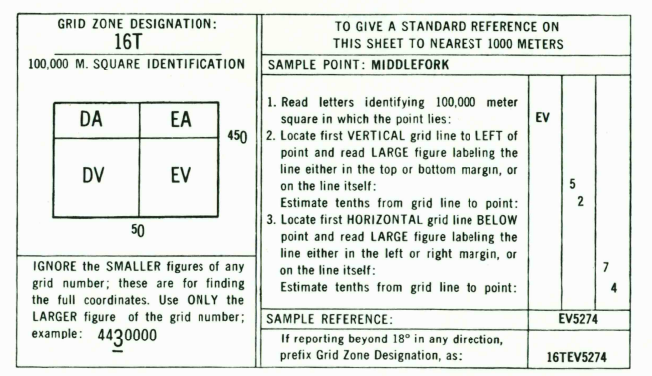 GRID ZONE DESIGNATION:
16T
100,000 M. SQUARE IDENTIFICATION
DA EA
450
DV EV
50
IGNORE the SMALLER figures of any
grid number; these are for finding
the full coordinates. Use ONLY the
LARGER figure of the grid number;
example: 4430000
TO GIVE A STANDARD REFERENCE ON
THIS SHEET TO NEAREST 1000 METERS
SAMPLE POINT: MIDDLEFORK
1. Read letters identifying 100,000 meter
square in which the point lies: EV
2. Locate first VERTICAL grid line to LEFT of
point and read LARGE figure labeling the
line either in the top or bottom margin, or
on the line itself: 5
Estimate tenths from grid line to point: 2
3. Locate first HORIZONTAL grid line BELOW
point and read LARGE figure labeling the
line either in the left or right margin, or
on the line itself: 7
Estimate tenths from grid line to point: 4
SAMPLE REFERENCE: EV5274
If reporting beyond 18° in any direction,
prefix Grid Zone Designation, as: 16TEV5274